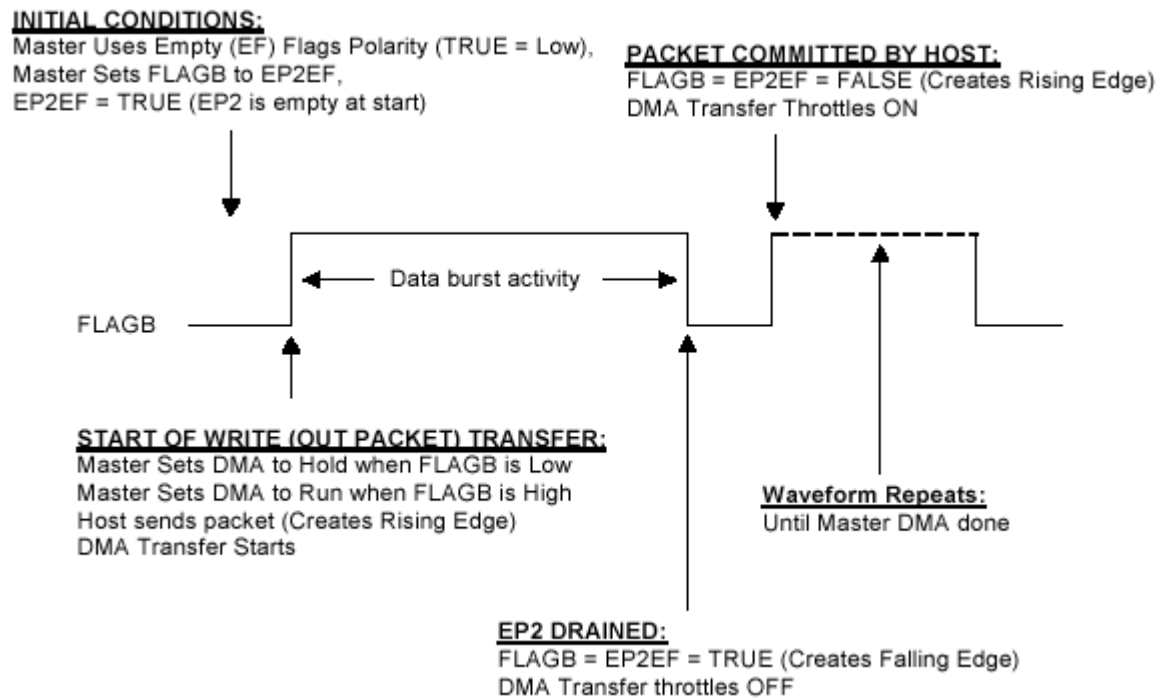 INITIAL CONDITIONS:
Master Uses Empty (EF) Flags Polarity (TRUE = Low),
Master Sets FLAGB to EP2EF,
EP2EF = TRUE (EP2 is empty at start)
PACKET COMMITTED BY HOST:
FLAGB = EP2EF = FALSE (Creates Rising Edge)
DMA Transfer Throttles ON
Data burst activity
FLAGB
START OF WRITE (OUT PACKET) TRANSFER:
Master Sets DMA to Hold when FLAGB is Low
Master Sets DMA to Run when FLAGB is High
Host sends packet (Creates Rising Edge)
DMA Transfer Starts
Waveform Repeats:
Until Master DMA done
EP2 DRAINED:
FLAGB = EP2EF = TRUE (Creates Falling Edge)
DMA Transfer throttles OFF